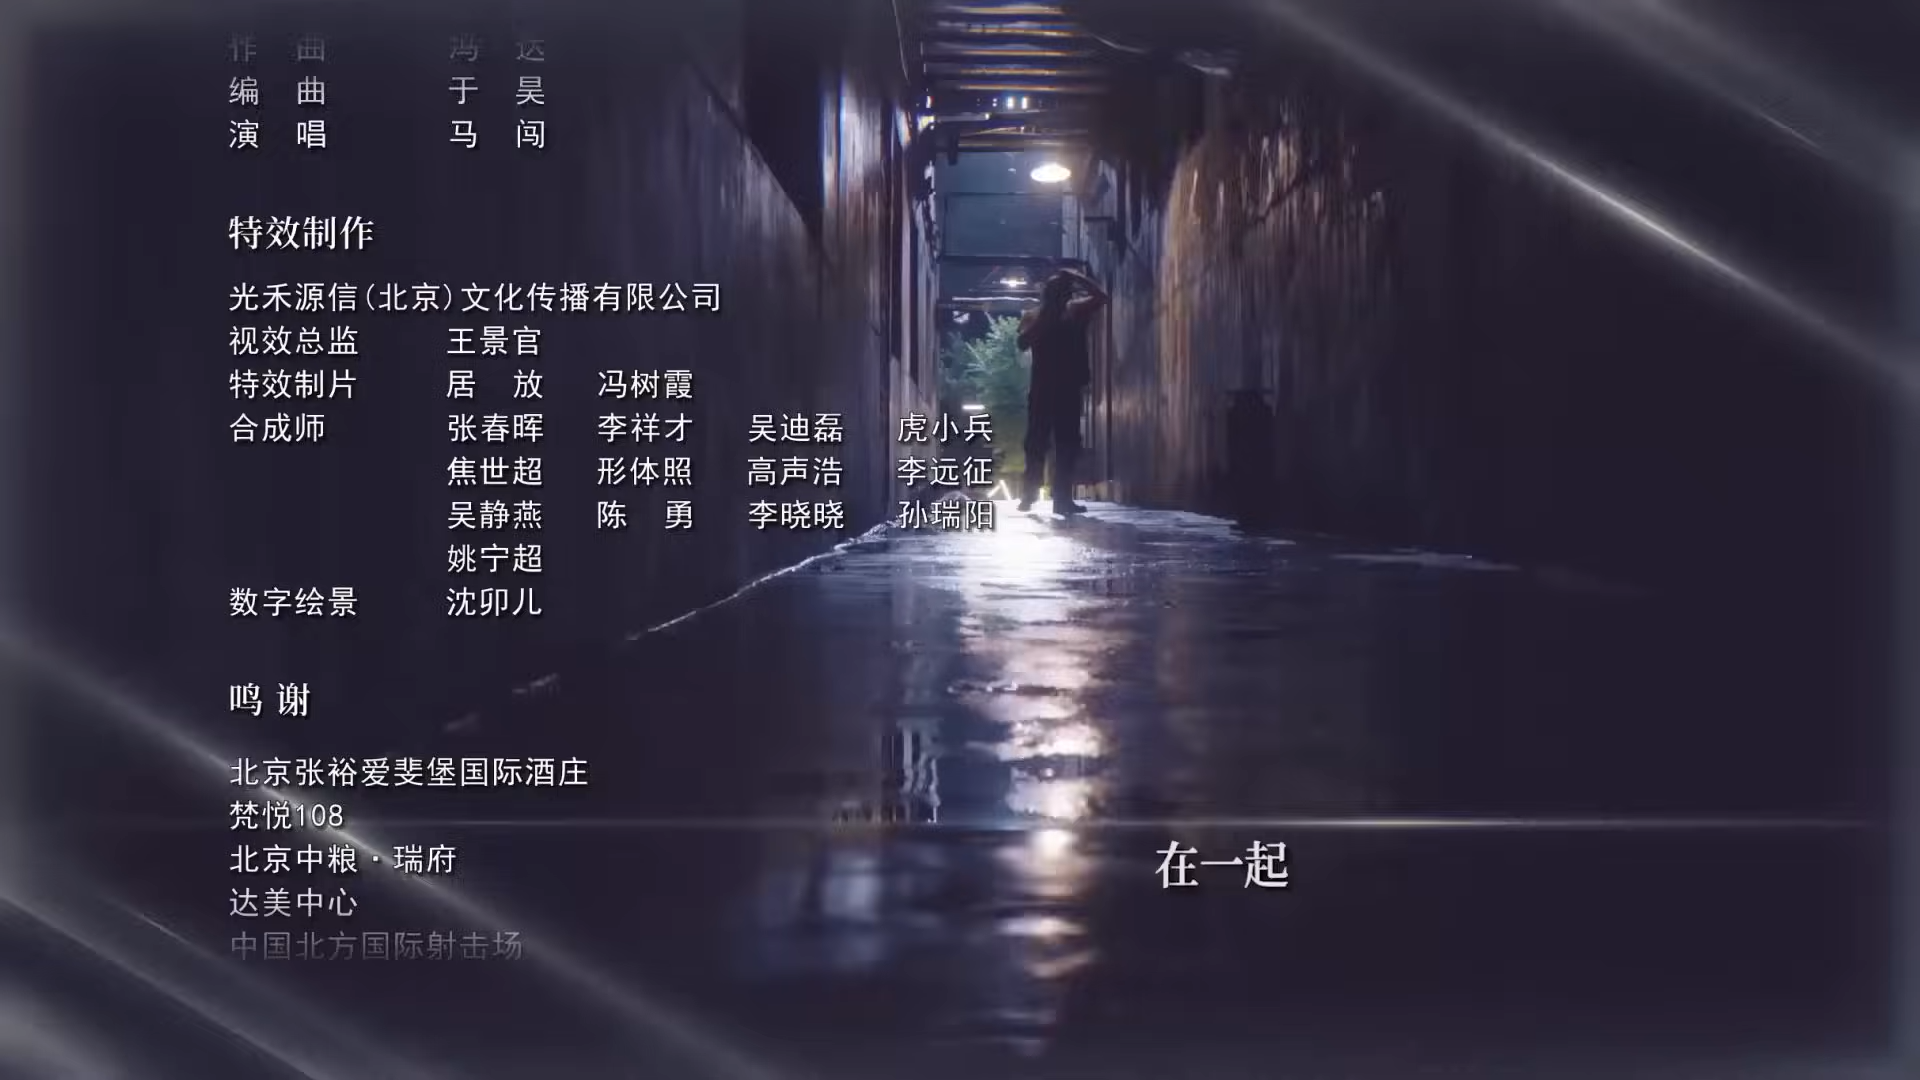 作 曲 冯 达
编 曲 于 昊
演 唱 马 闯
特效制作
光禾源信(北京)文化传播有限公司
视效总监 王景官
特效制片 居 放 冯树霞
合成师 张春晖 李祥才 吴迪磊 虎小兵
焦世超 形体照 高声浩 李远征
吴静燕 陈 勇 李晓晓 孙瑞阳
姚宁超
数字绘景 沈卯儿
鸣 谢
北京张裕爱斐堡国际酒庄
梵悦108
北京中粮·瑞府
达美中心
中国北方国际射击场
在一起